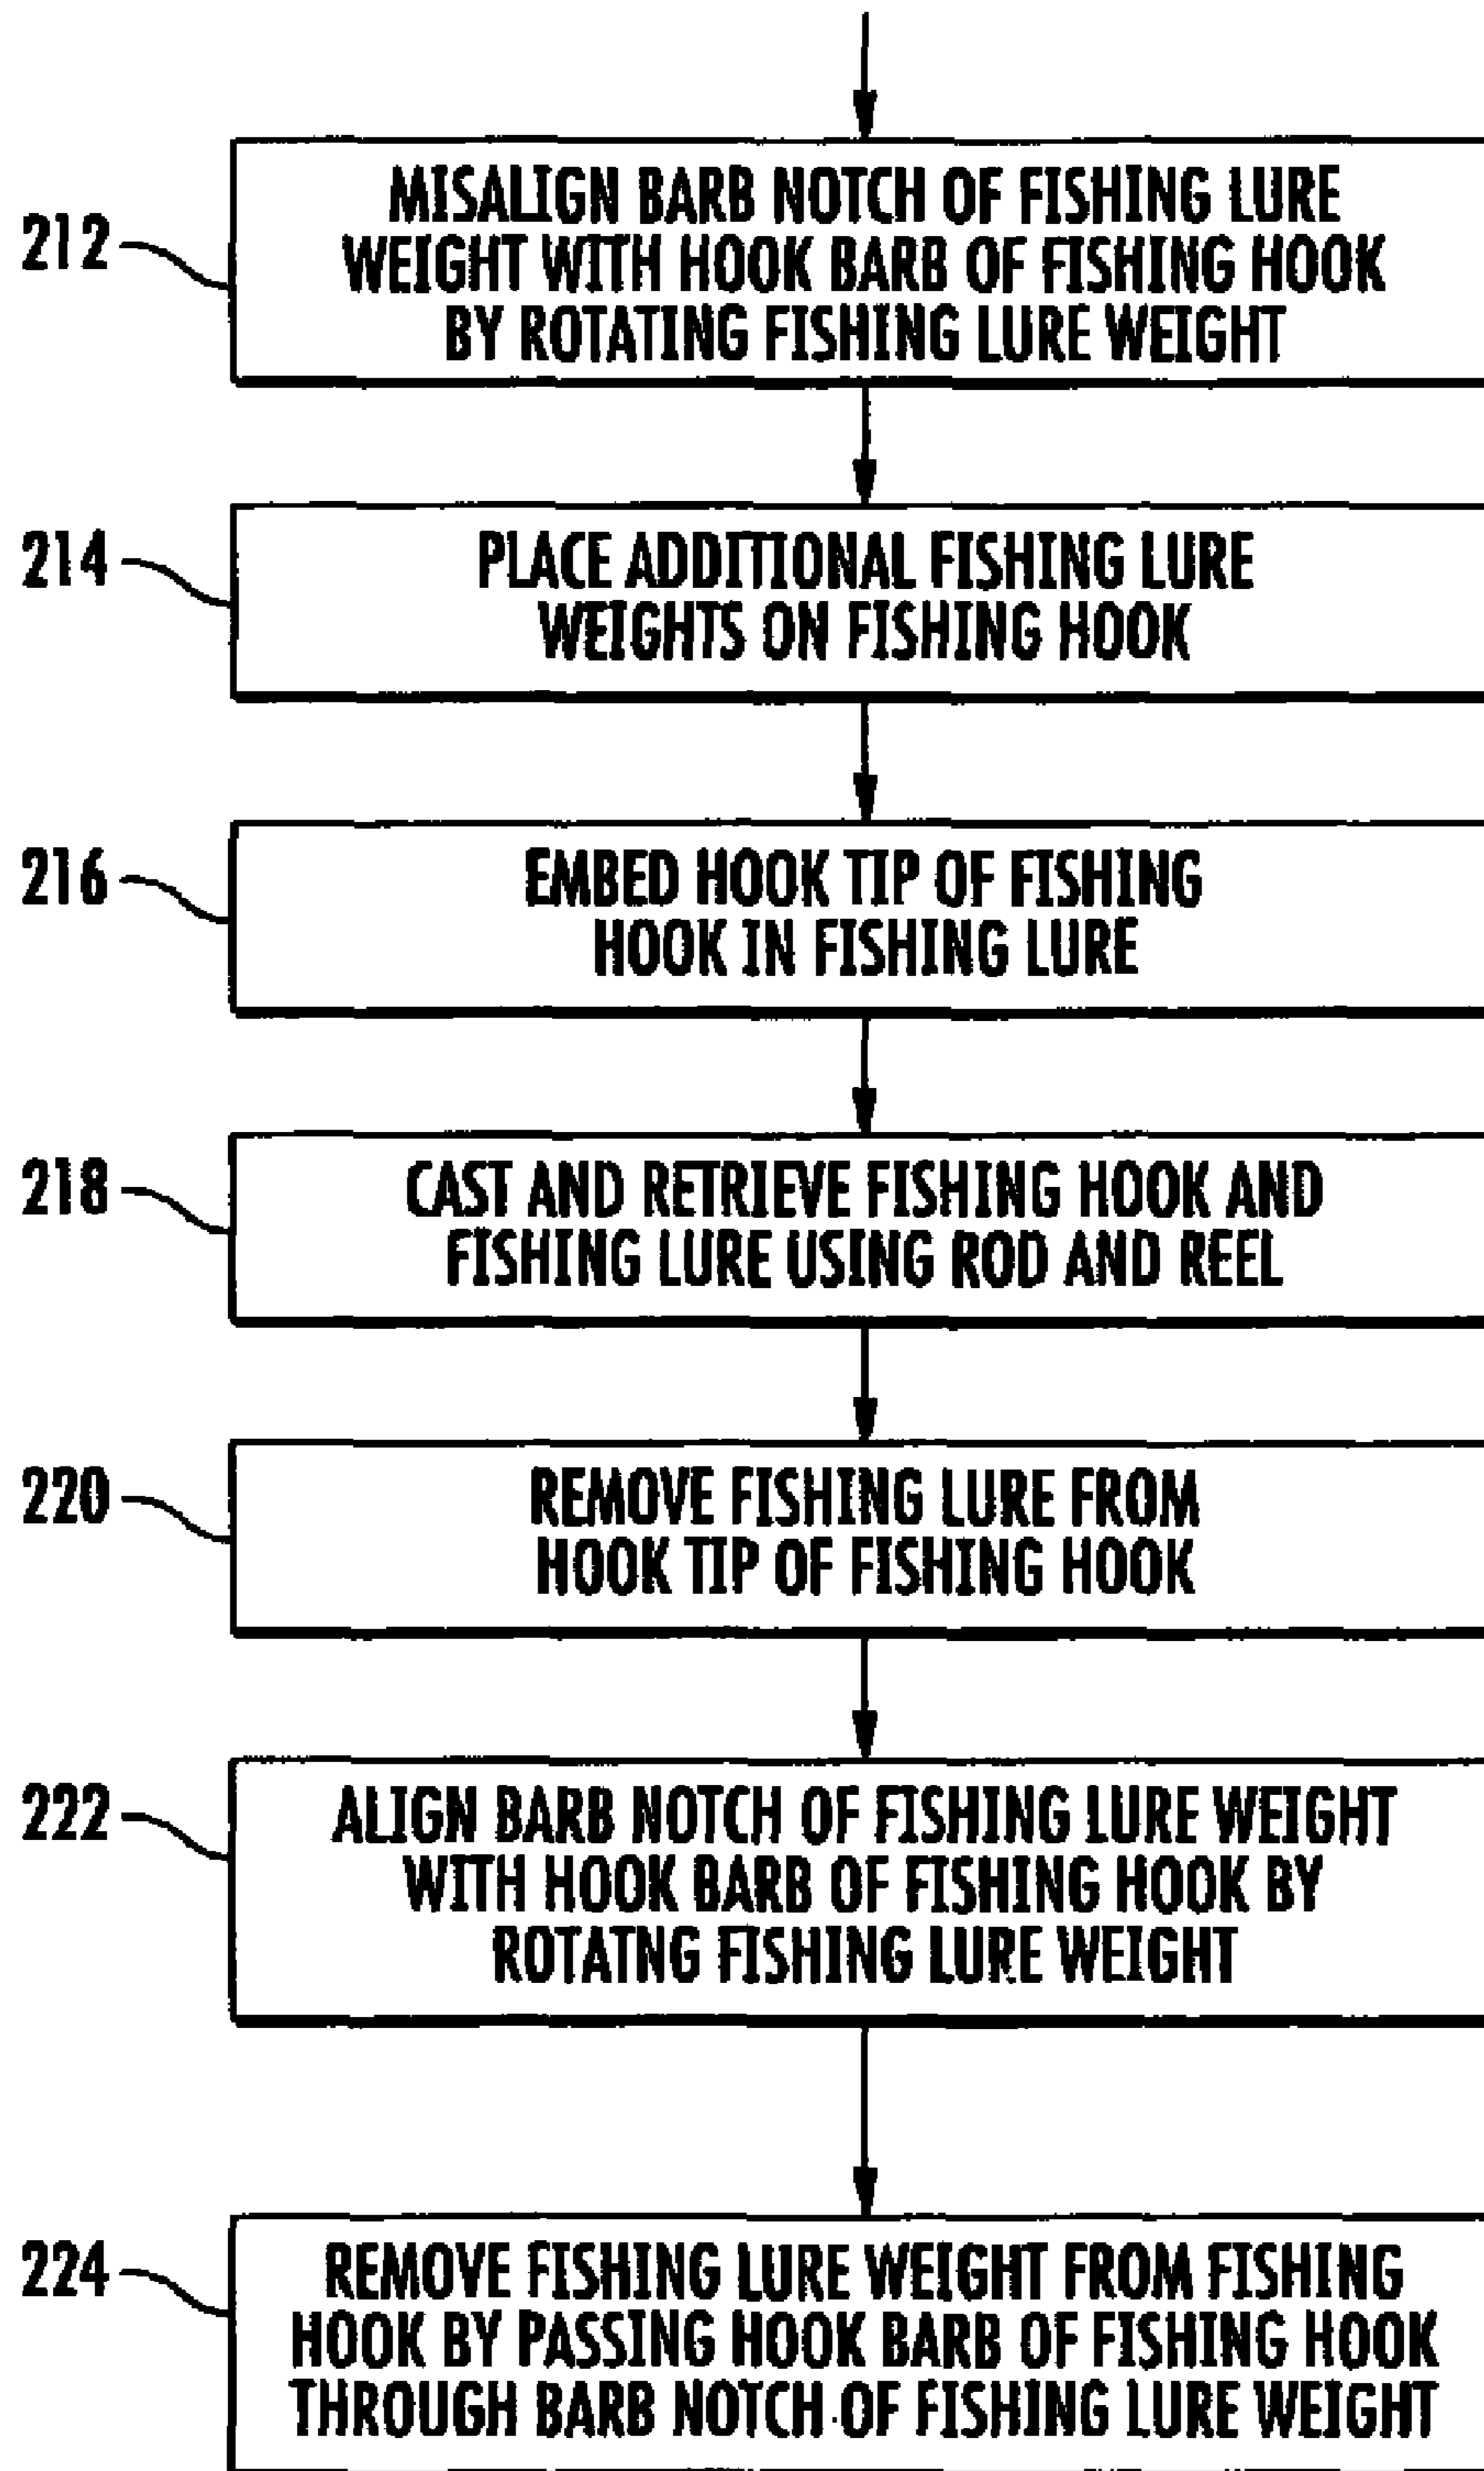 212
MISALIGN BARB NOTCH OF FISHING LURE
WEIGHT WITH HOOK BARB OF FISHING HOOK
BY ROTATING FISHING LURE WEIGHT
214
PLACE ADDITIONAL FISHING LURE
WEIGHTS ON FISHING HOOK
216
EMBED HOOK TIP OF FISHING
HOOK IN FISHING LURE
218
CAST AND RETRIEVE FISHING HOOK AND
FISHING LURE USING ROD AND REEL
220
REMOVE FISHING LURE FROM
HOOK TIP OF FISHING HOOK
222
ALIGN BARB NOTCH OF FISHING LURE WEIGHT
WITH HOOK BARB OF FISHING HOOK BY
ROTATNG FISHING LURE WEIGHT
224
REMOVE FISHING LURE WEIGHT FROM FISHING
HOOK BY PASSING HOOK BARB OF FISHING HOOK
THROUGH BARB NOTCH OF FISHING LURE WEIGHT